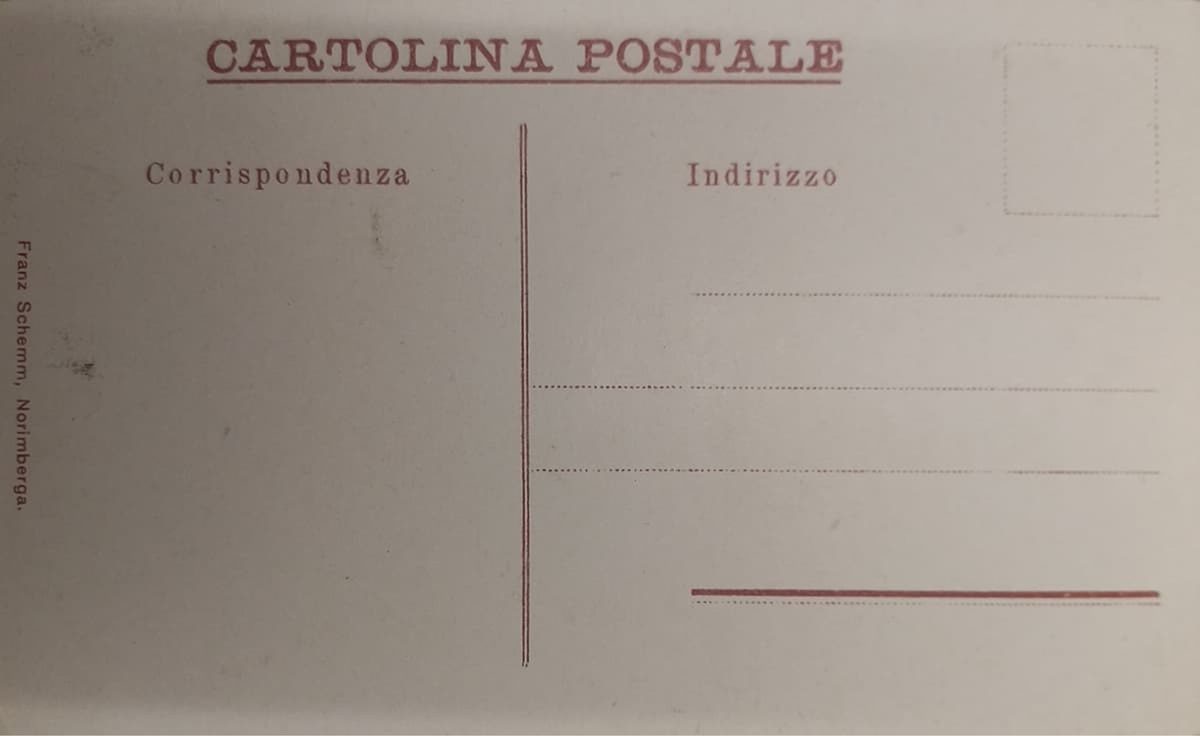 CARTOLINA POSTALE
Corrispondenza
Indirizzo
Franz Schemm, Norimberga.